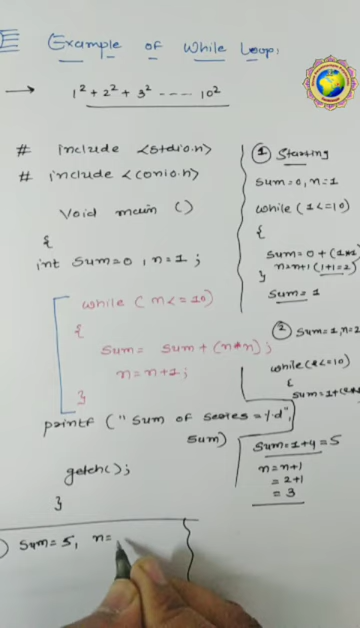 Example of While Loop:
→ 1² + 2² + 3² ---- 10²
# include <stdio.h>
# include <conio.h>
Void main ()
{
int sum=0, n=1;
while (n<=10)
{
sum= sum+(n*n);
n=n+1;
}
printf ("Sum of series=%d",
sum)
getch();
}
① Starting
sum=0, n=1
while (1<=10)
{
sum=0+(1*1)
n=n+1 (1+1=2)
}
sum=1
② sum=1, n=2
while(2<=10)
{
sum=1+(2*
sum=1+4=5
n=n+1
=2+1
=3
sum=5, n=